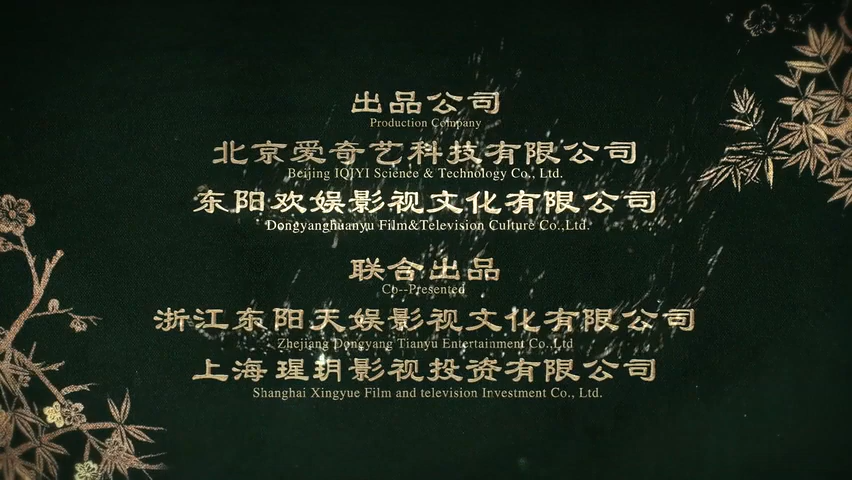 出品公司
Production Company
北京爱奇艺科技有限公司
Beijing IQIYI Science & Technology Co., Ltd.
东阳欢娱影视文化有限公司
Dongyanghuanyu Film&Television Culture Co.,Ltd.
联合出品
Co--Presented
浙江东阳天娱影视文化有限公司
Zhejiang Dongyang Tianyu Entertainment Co.,Ltd
上海瑆玥影视投资有限公司
Shanghai Xingyue Film and television Investment Co., Ltd.